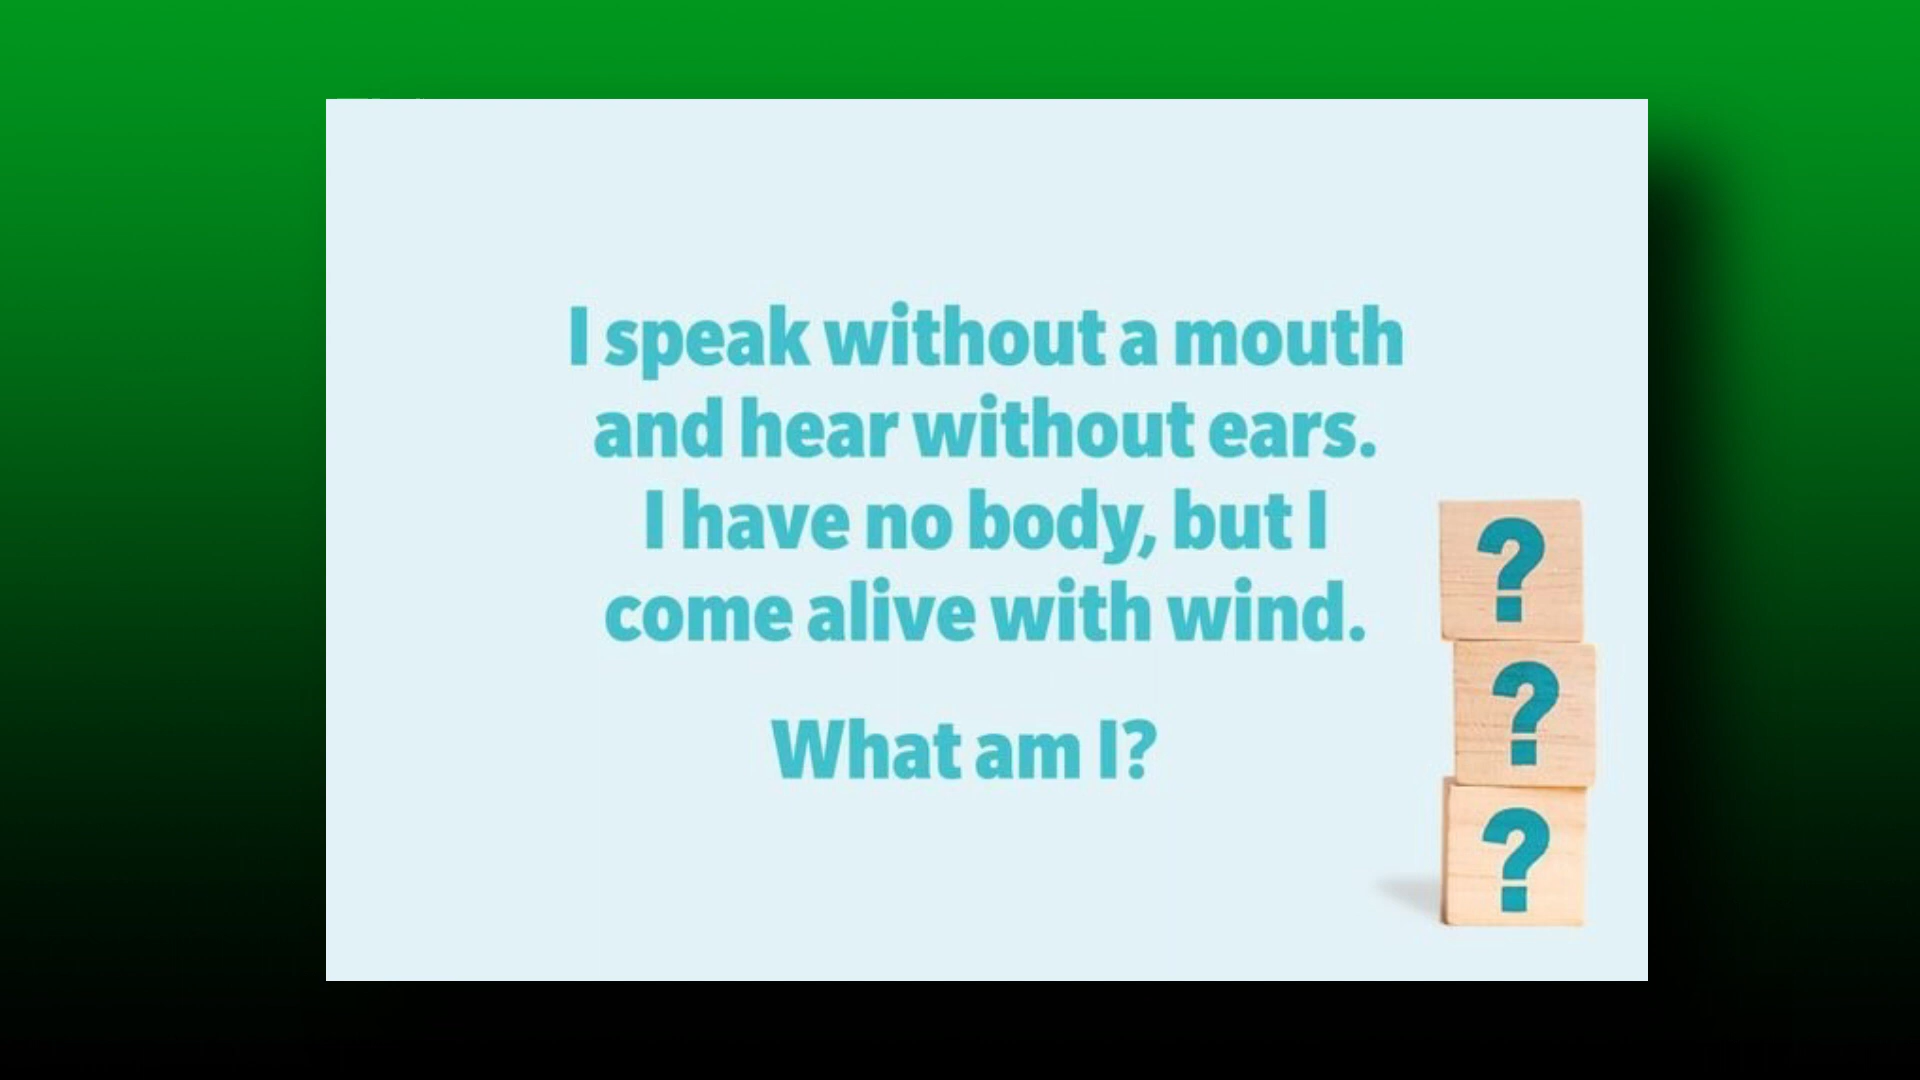 I speak without a mouth
and hear without ears.
I have no body, but I
come alive with wind.
What am I?
?
?
?